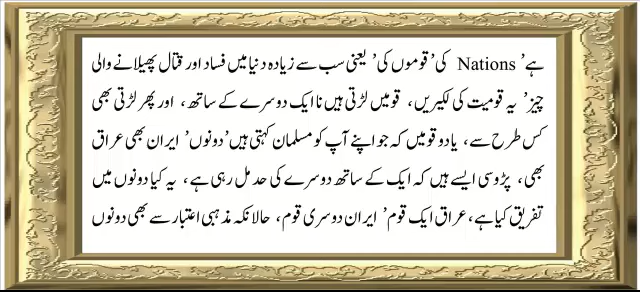 ہے' Nations کی' قوموں کی' یعنی سب سے زیادہ دنیا میں فساد اور قتال پھیلانے والی
چیز' یہ قومیت کی لکیریں، قومیں لڑتی ہیں نا ایک دوسرے کے ساتھ، اور پھر لڑتی بھی
کس طرح سے، یا دو قومیں کہ جو اپنے آپ کو مسلمان کہتی ہیں' دونوں' ایران بھی عراق
بھی، پڑوسی ایسے ہیں کہ ایک کے ساتھ دوسرے کی حد مل رہی ہے، یہ کیا دونوں میں
تفریق کیا ہے، عراق ایک قوم' ایران دوسری قوم، حالانکہ مذہبی اعتبار سے بھی دونوں